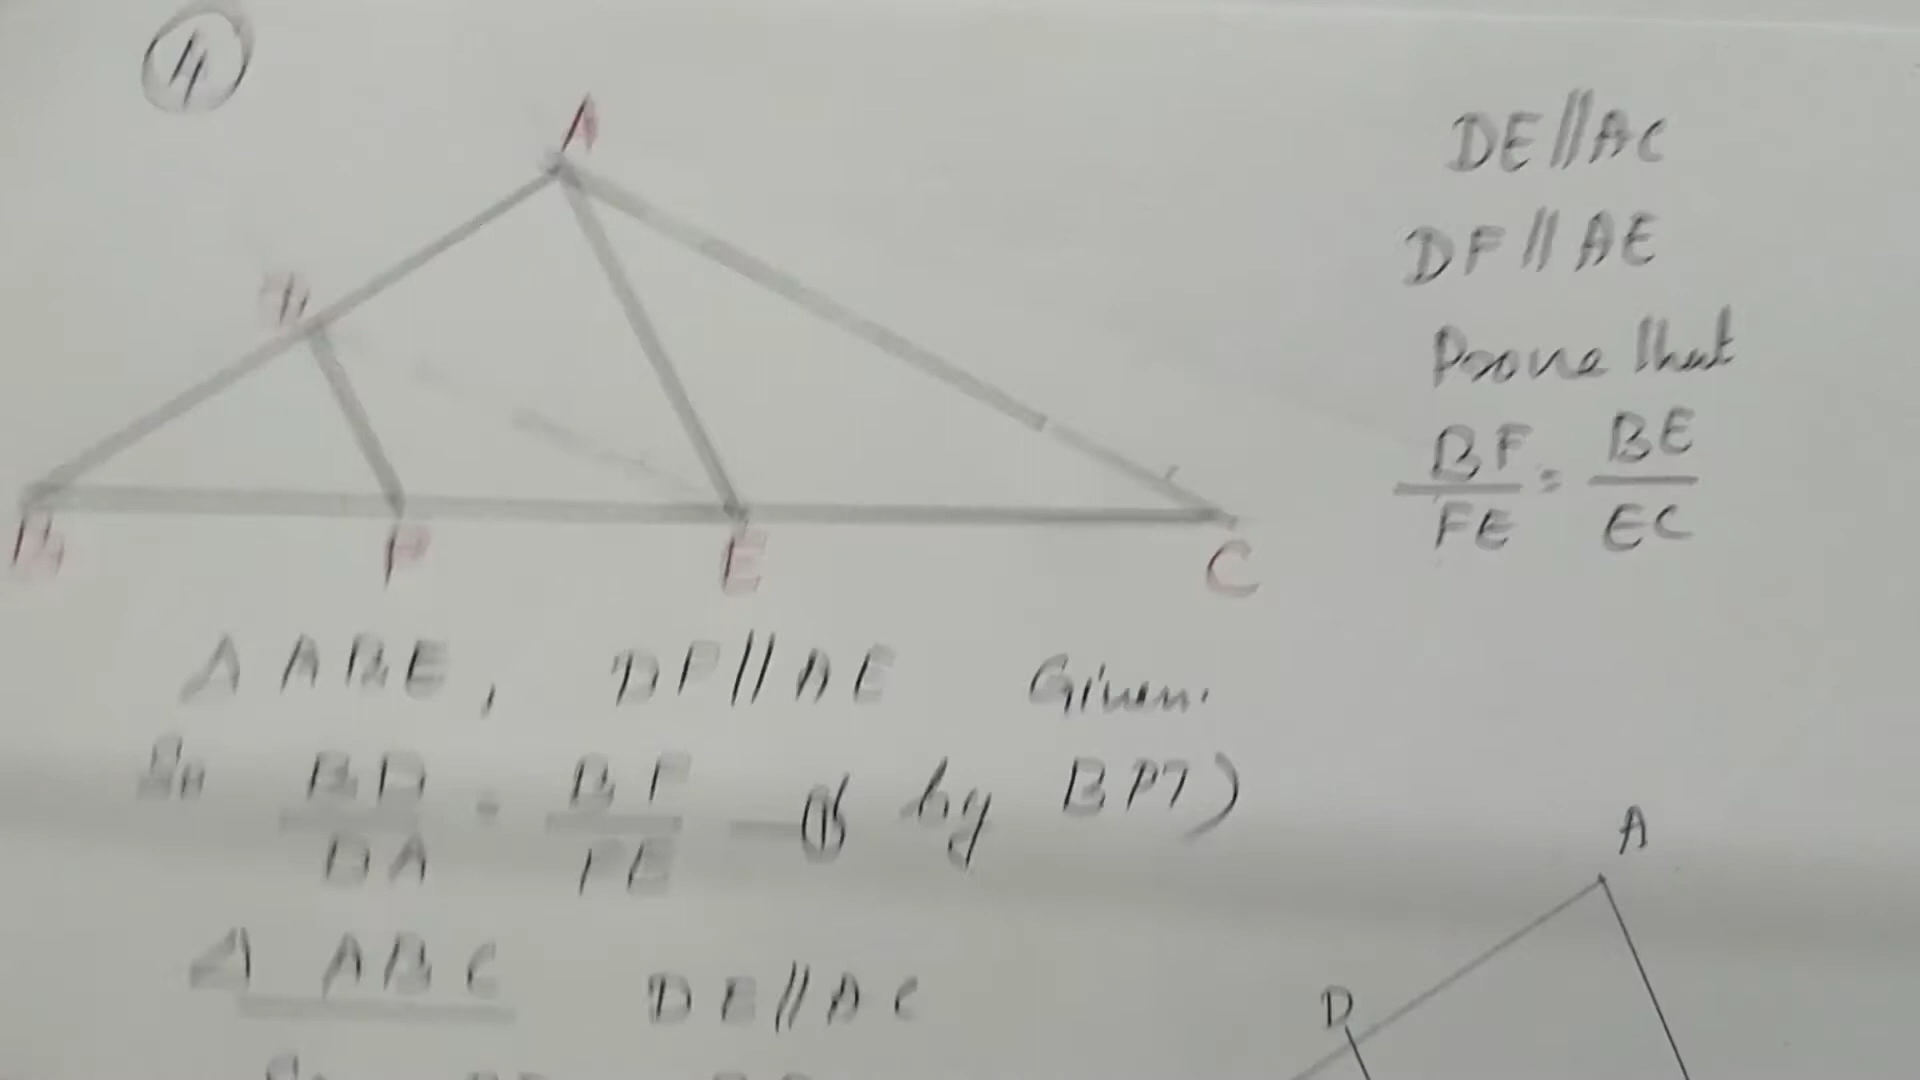 4
A
D
B
F
E
C
DE//AC
DF//AE
Prove that
BF/FE = BE/EC
Δ ABE, DF//AE Given.
So BD/DA = BF/FE —① by BPT)
Δ ABC DE//AC
A
D